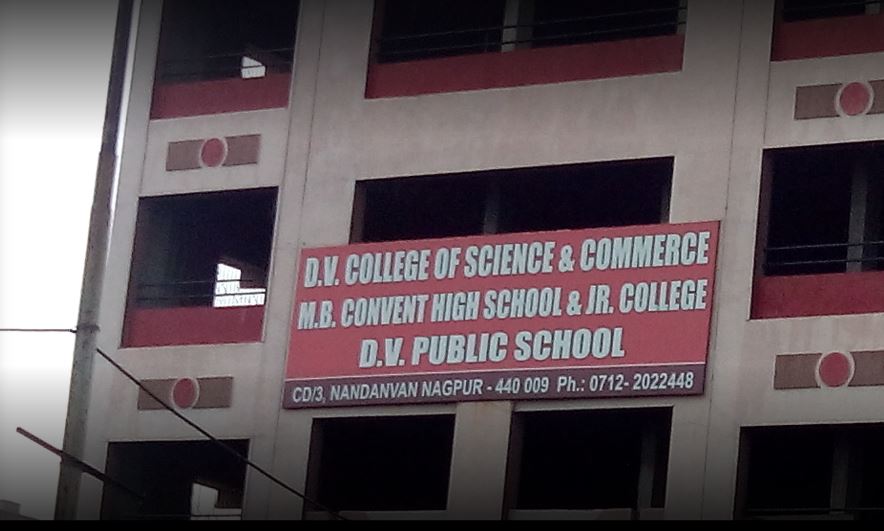 D.V. COLLEGE OF SCIENCE & COMMERCE
M.B. CONVENT HIGH SCHOOL & JR. COLLEGE
D.V. PUBLIC SCHOOL
CD/3, NANDANVAN NAGPUR - 440 009 Ph.: 0712- 2022448